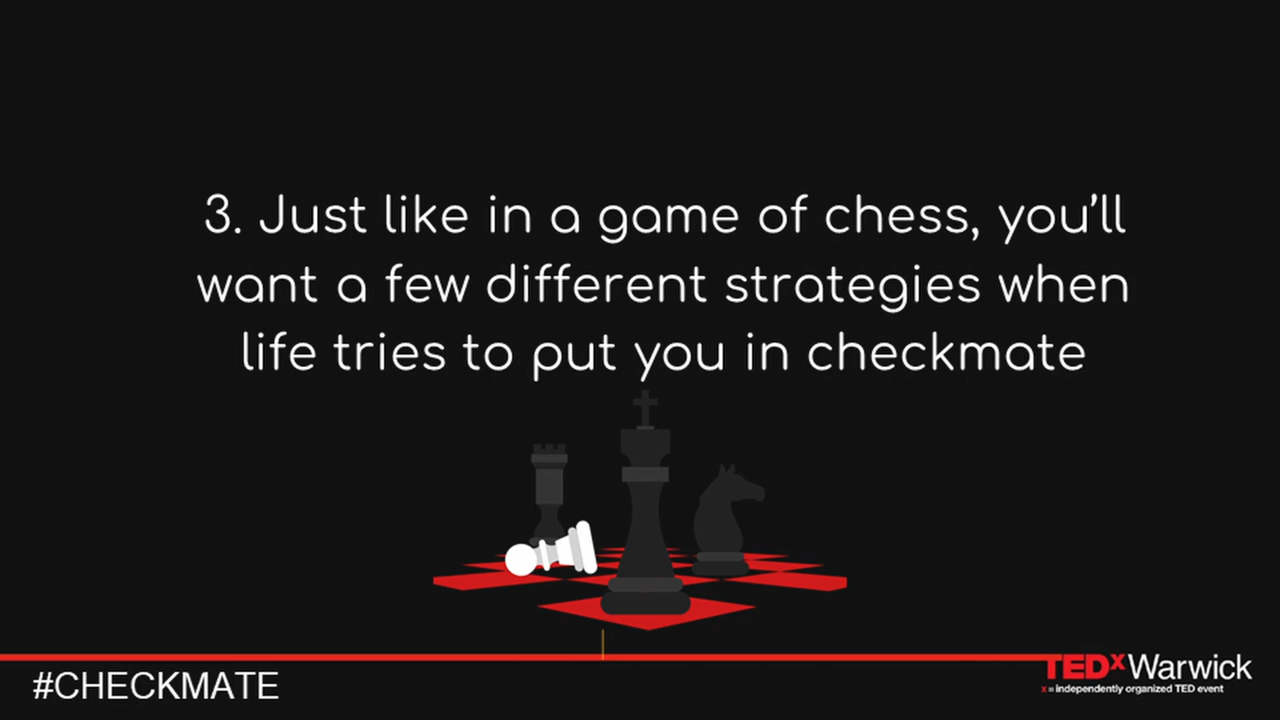 3. Just like in a game of chess, you’ll
want a few different strategies when
life tries to put you in checkmate
#CHECKMATE
TEDxWarwick
x = independently organized TED event